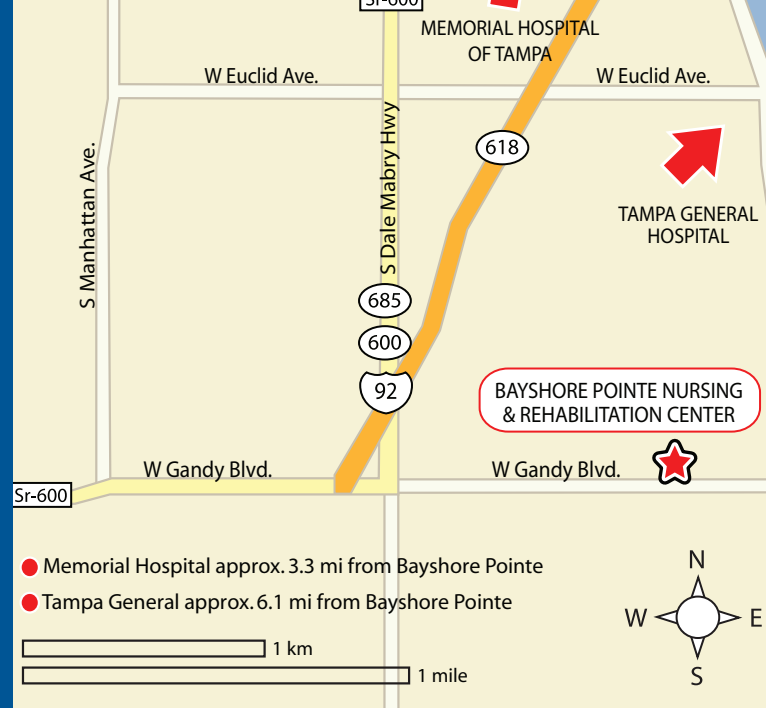 Sr-600
MEMORIAL HOSPITAL
OF TAMPA
W Euclid Ave.
W Euclid Ave.
S Manhattan Ave.
S Dale Mabry Hwy
618
TAMPA GENERAL
HOSPITAL
685
600
92
BAYSHORE POINTE NURSING
& REHABILITATION CENTER
W Gandy Blvd.
W Gandy Blvd.
Sr-600
Memorial Hospital approx. 3.3 mi from Bayshore Pointe
Tampa General approx. 6.1 mi from Bayshore Pointe
N
W
E
S
1 km
1 mile